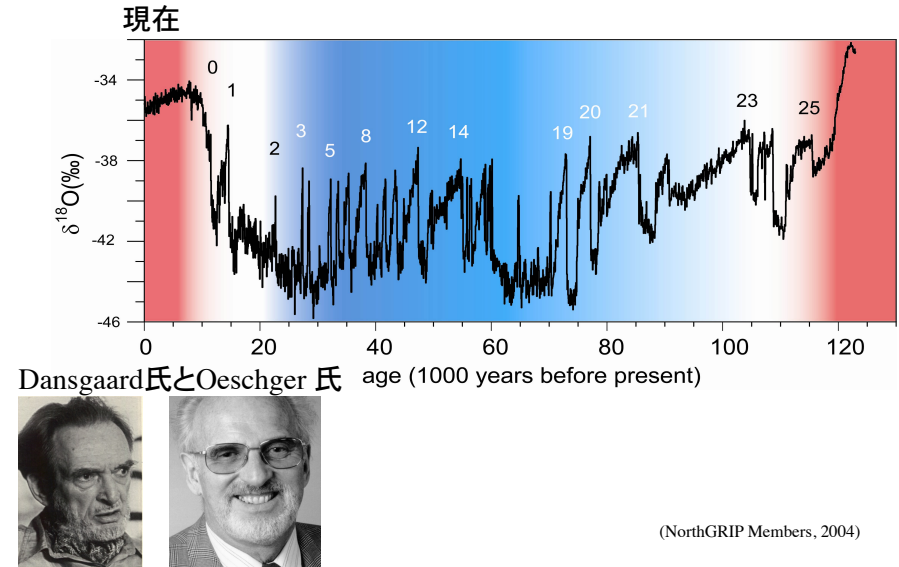 現在
-34
-38
-42
-46
δ18O(‰)
0
1
2
3
5
8
12
14
19
20
21
23
25
0 20 40 60 80 100 120
age (1000 years before present)
Dansgaard氏とOeschger 氏
(NorthGRIP Members, 2004)